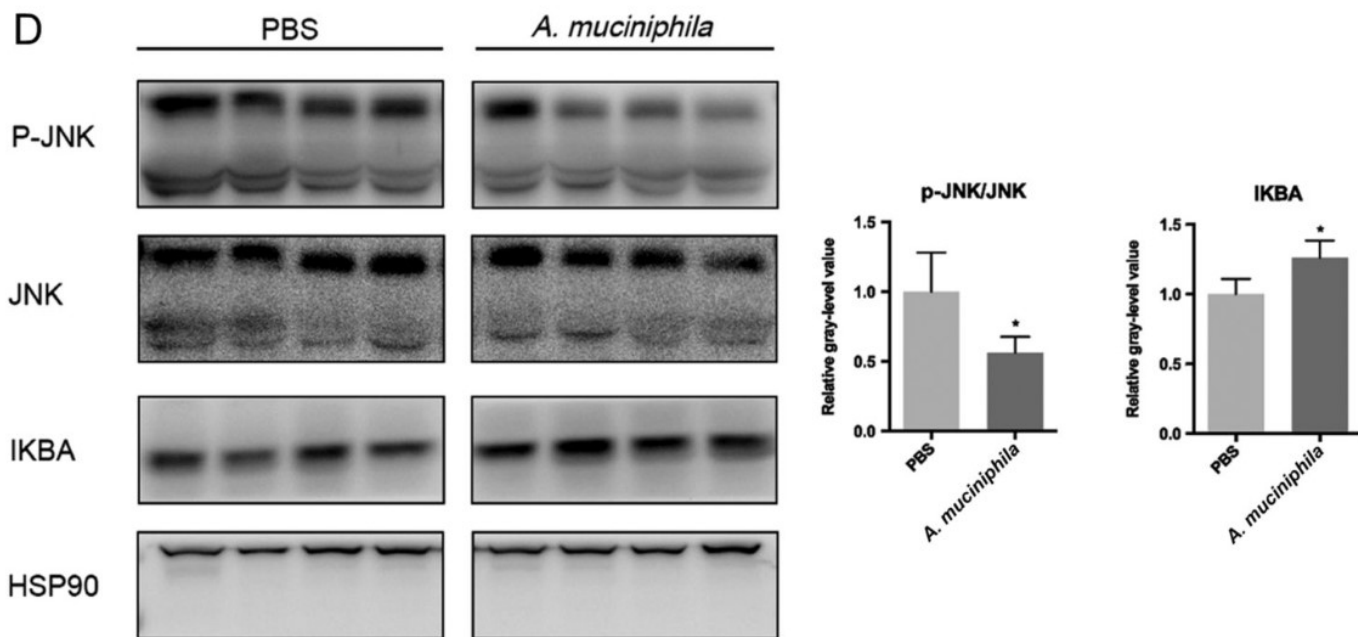 D
PBS
A. muciniphila
P-JNK
JNK
IKBA
HSP90
p-JNK/JNK
Relative gray-level value
1.5
1.0
0.5
0.0
*
PBS
A. muciniphila
IKBA
Relative gray-level value
1.5
1.0
0.5
0.0
*
PBS
A. muciniphila